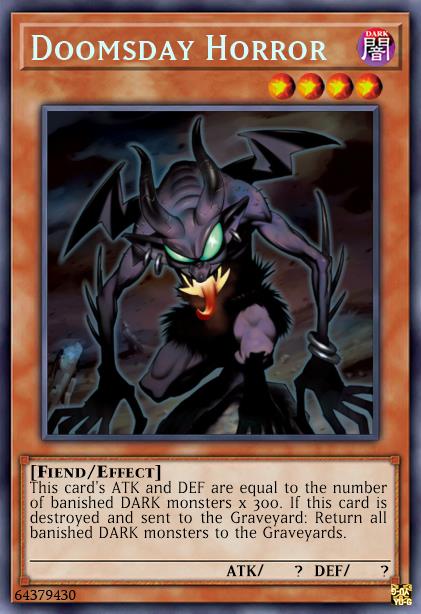 Doomsday Horror
DARK
闇
[Fiend/Effect]
This card's ATK and DEF are equal to the number
of banished DARK monsters x 300. If this card is
destroyed and sent to the Graveyard: Return all
banished DARK monsters to the Graveyards.
ATK/ ? DEF/ ?
64379430